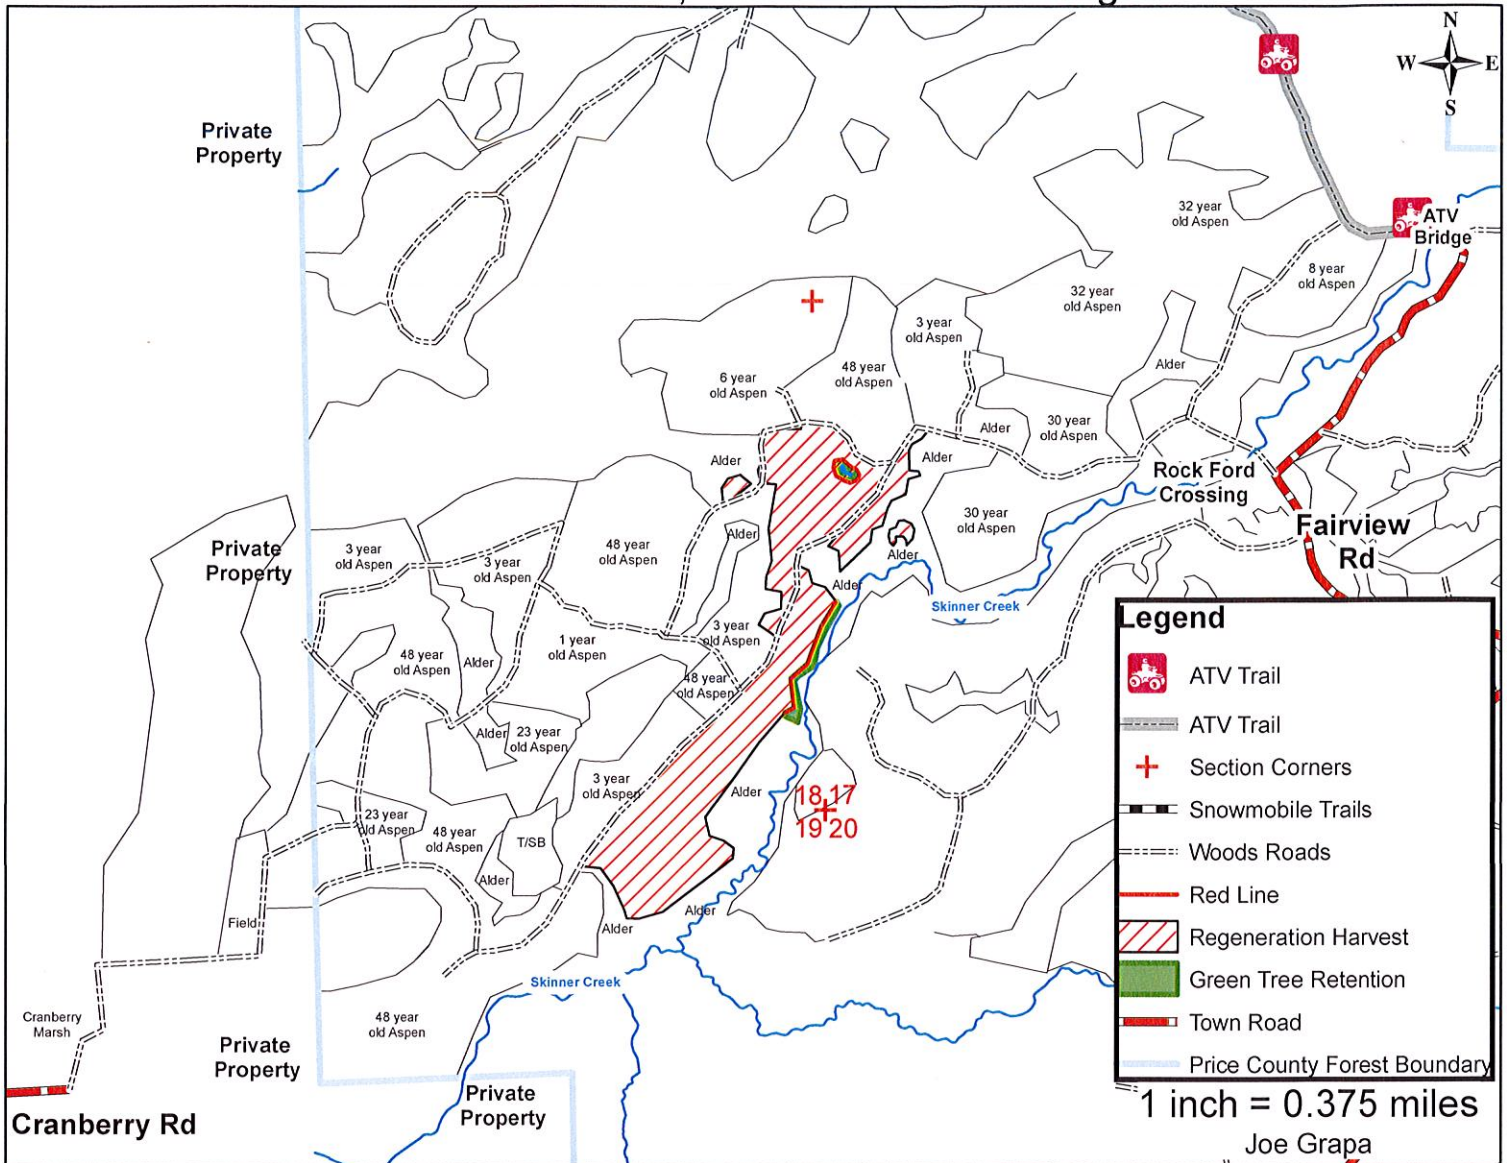 N
W E
S
Private
Property
32 year
old Aspen
ATV
Bridge
8 year
old Aspen
32 year
old Aspen
3 year
old Aspen
48 year
old Aspen
6 year
old Aspen
Alder
Alder
30 year
old Aspen
Alder
Alder
Rock Ford
Crossing
30 year
old Aspen
Fairview
Rd
Private
Property
3 year
old Aspen
3 year
old Aspen
48 year
old Aspen
Alder
Alder
Alder
Skinner Creek
3 year
old Aspen
1 year
old Aspen
48 year
old Aspen
Alder
48 year
old Aspen
Alder
23 year
old Aspen
3 year
old Aspen
Alder
18 17
19 20
23 year
old Aspen
48 year
old Aspen
T/SB
Alder
Alder
Alder
Field
Skinner Creek
Cranberry
Marsh
48 year
old Aspen
Private
Property
Private
Property
Cranberry Rd
Legend
ATV Trail
ATV Trail
Section Corners
Snowmobile Trails
Woods Roads
Red Line
Regeneration Harvest
Green Tree Retention
Town Road
Price County Forest Boundary
1 inch = 0.375 miles
Joe Grapa